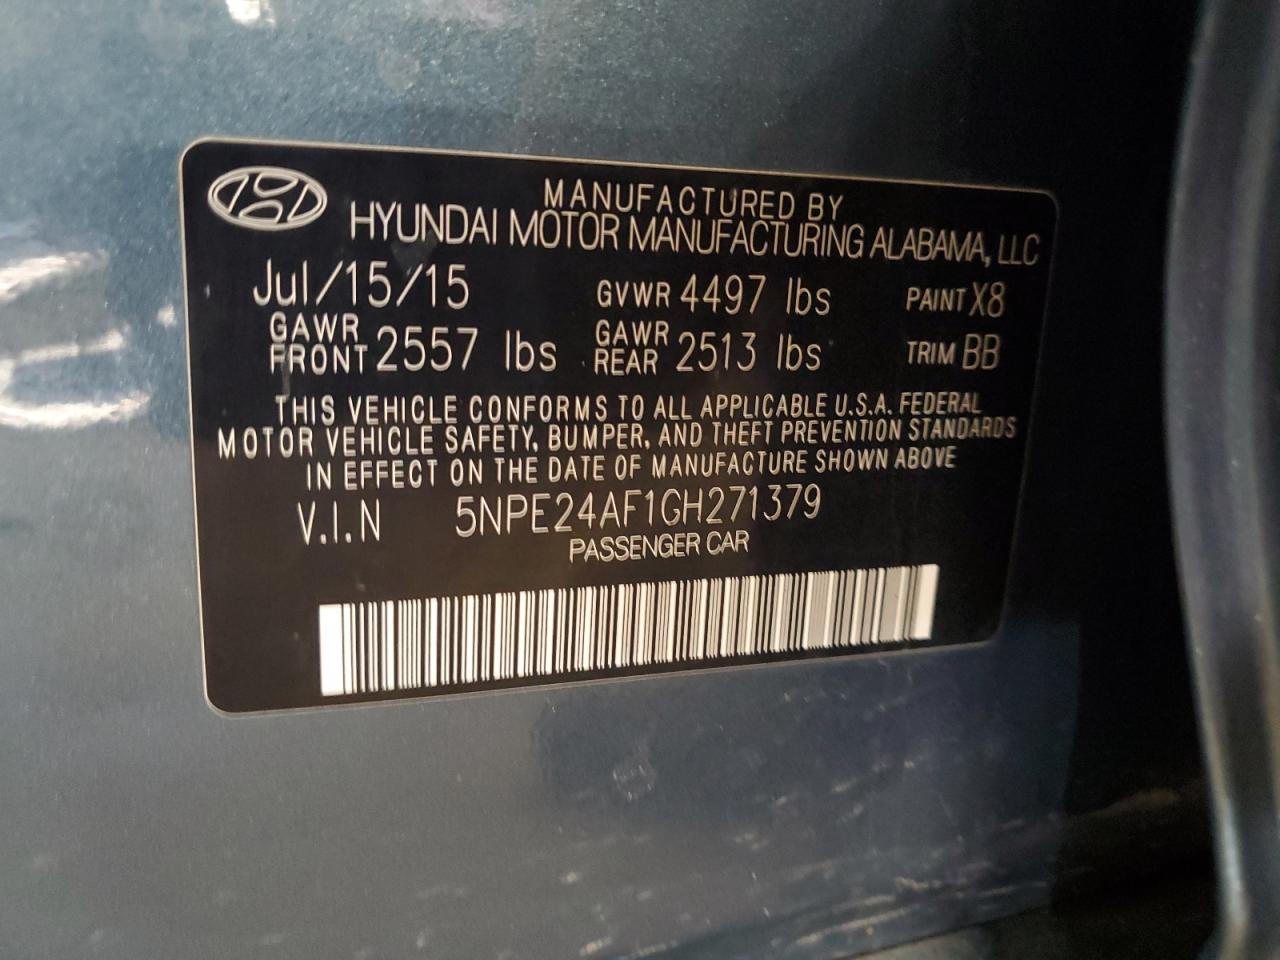 MANUFACTURED BY
HYUNDAI MOTOR MANUFACTURING ALABAMA, LLC
Jul/15/15 GVWR 4497 lbs PAINT X8
GAWR FRONT 2557 lbs GAWR REAR 2513 lbs TRIM BB
THIS VEHICLE CONFORMS TO ALL APPLICABLE U.S.A. FEDERAL
MOTOR VEHICLE SAFETY, BUMPER, AND THEFT PREVENTION STANDARDS
IN EFFECT ON THE DATE OF MANUFACTURE SHOWN ABOVE
V.I.N 5NPE24AF1GH271379
PASSENGER CAR